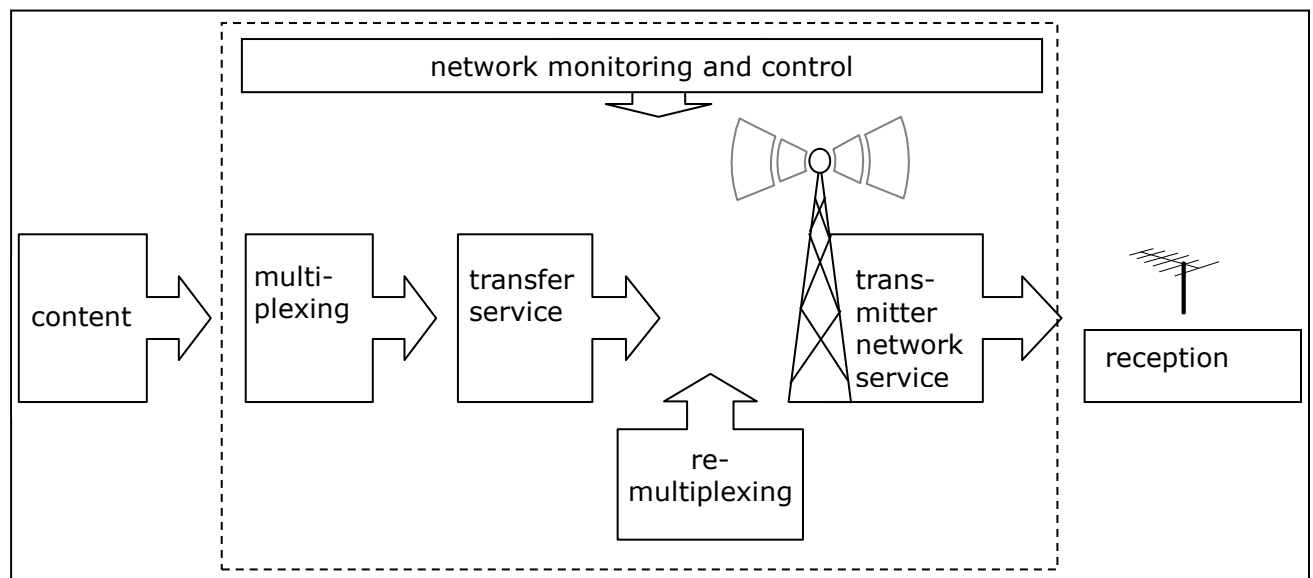 network monitoring and control
content
multi-
plexing
transfer
service
trans-
mitter
network
service
reception
re-
multiplexing